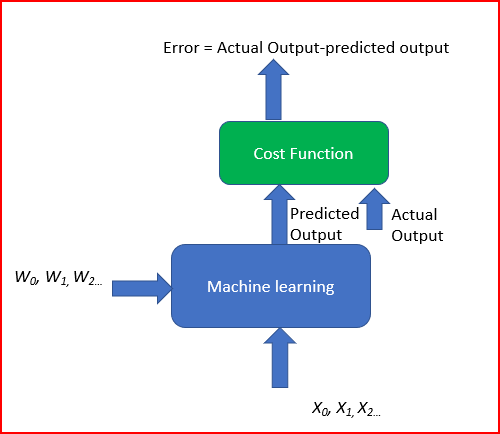 Error = Actual Output-predicted output
Cost Function
Predicted
Output
Actual
Output
W0, W1, W2...
Machine learning
X0, X1, X2...